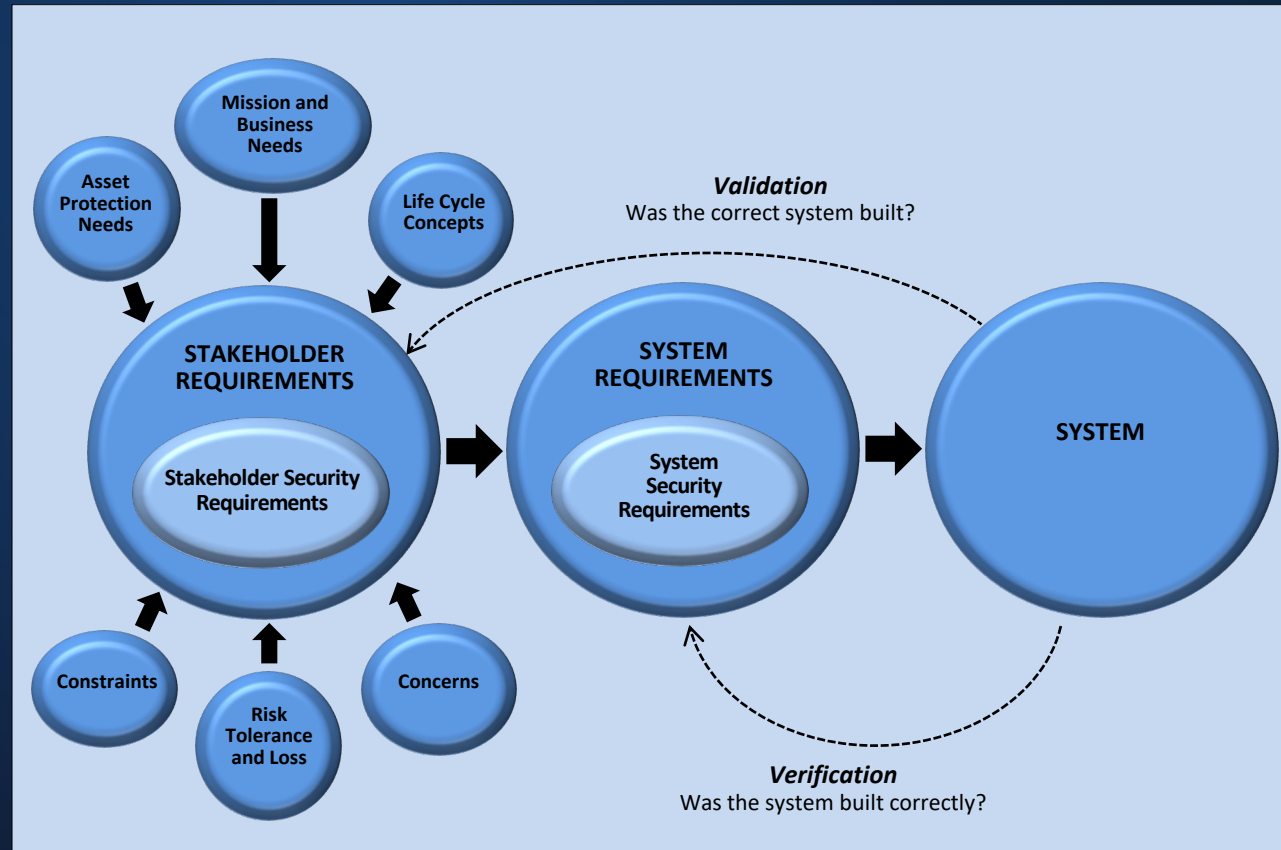 Mission and
Business
Needs
Asset
Protection
Needs
Life Cycle
Concepts
Validation
Was the correct system built?
STAKEHOLDER
REQUIREMENTS
Stakeholder Security
Requirements
SYSTEM
REQUIREMENTS
System
Security
Requirements
SYSTEM
Constraints
Risk
Tolerance
and Loss
Concerns
Verification
Was the system built correctly?